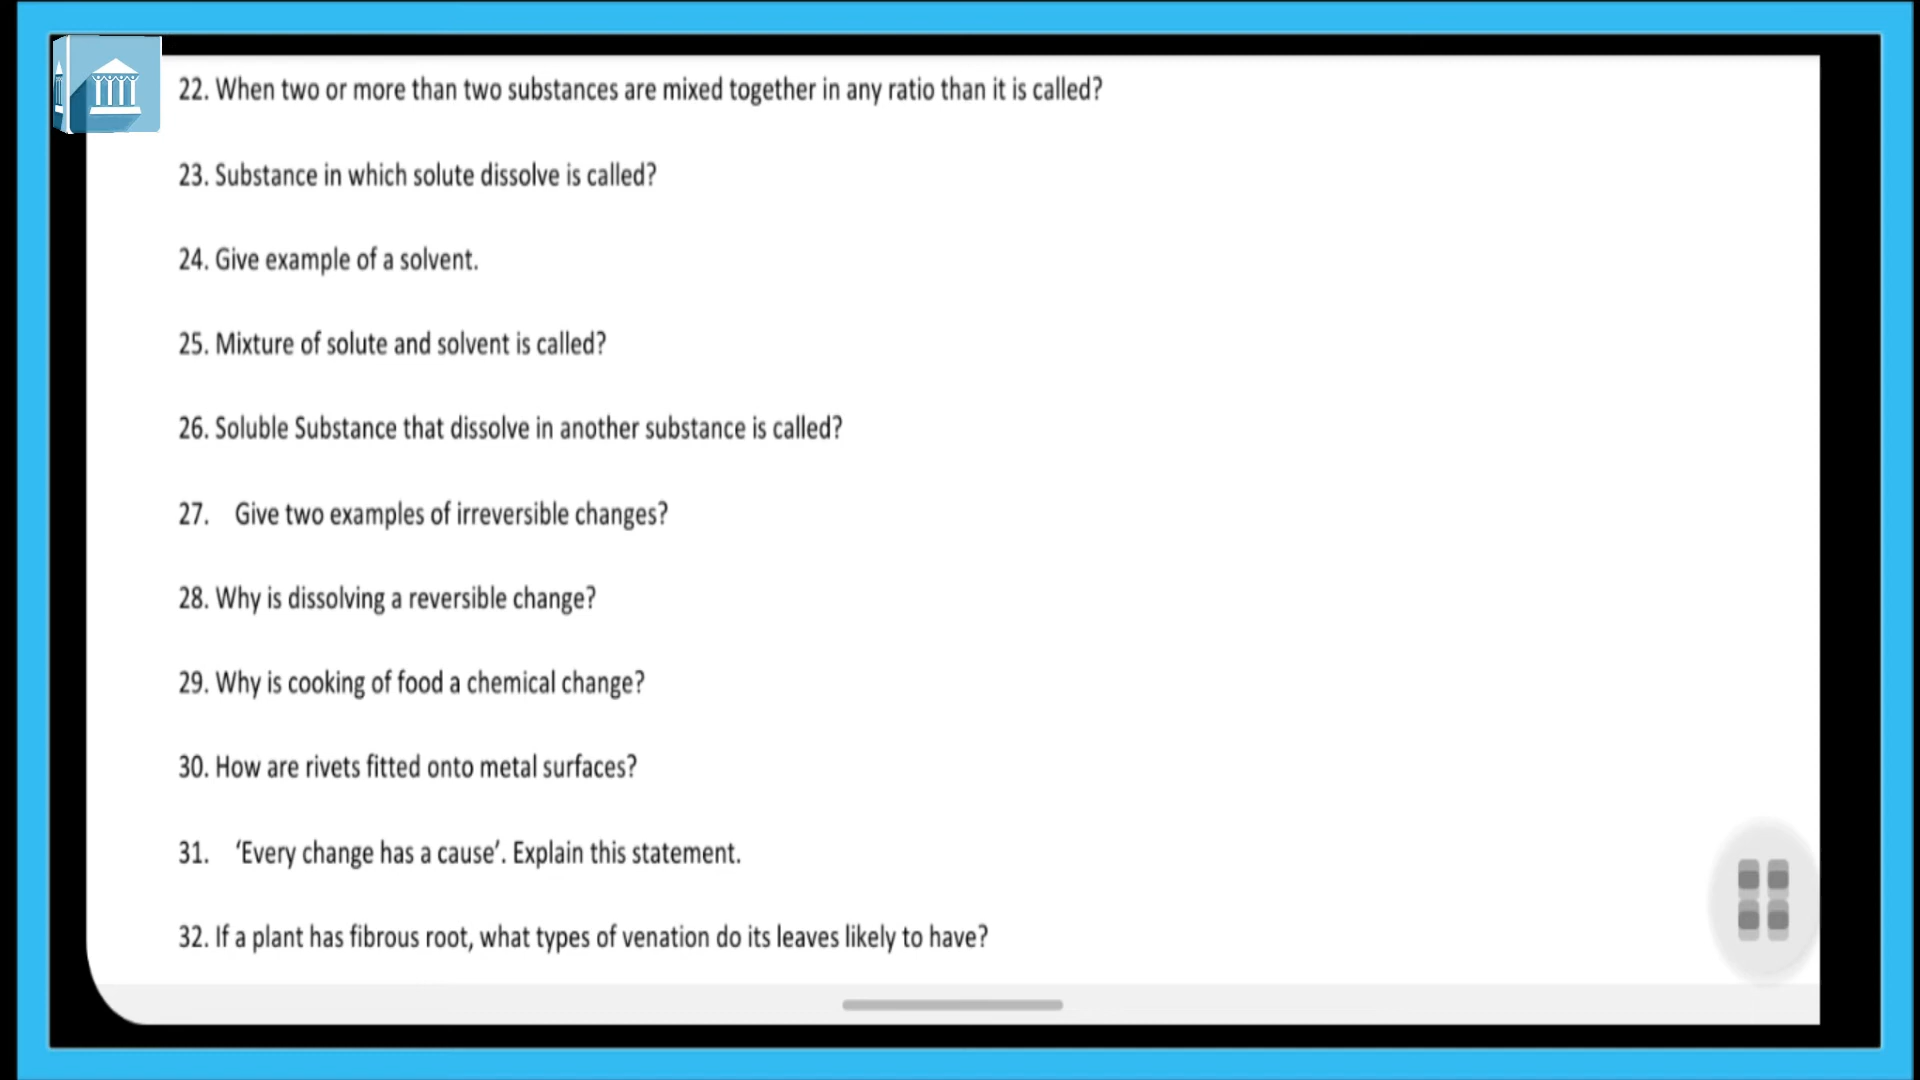 22. When two or more than two substances are mixed together in any ratio than it is called?
23. Substance in which solute dissolve is called?
24. Give example of a solvent.
25. Mixture of solute and solvent is called?
26. Soluble Substance that dissolve in another substance is called?
27. Give two examples of irreversible changes?
28. Why is dissolving a reversible change?
29. Why is cooking of food a chemical change?
30. How are rivets fitted onto metal surfaces?
31. ‘Every change has a cause’. Explain this statement.
32. If a plant has fibrous root, what types of venation do its leaves likely to have?